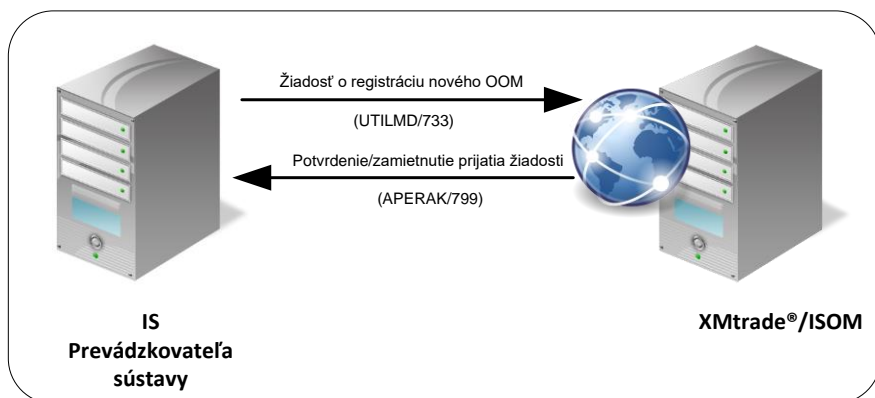 Žiadosť o registráciu nového OOM
(UTILMD/733)
Potvrdenie/zamietnutie prijatia žiadosti
(APERAK/799)
IS
Prevádzkovateľa
sústavy
XMtrade®/ISOM